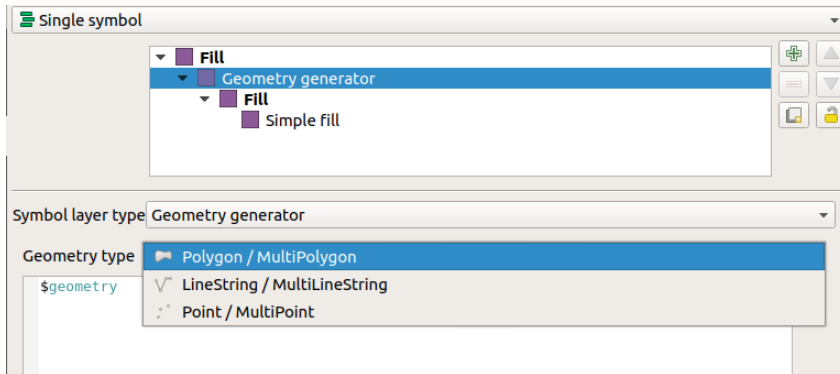 Single symbol
Fill
Geometry generator
Fill
Simple fill
Symbol layer type Geometry generator
Geometry type Polygon / MultiPolygon
LineString / MultiLineString
Point / MultiPoint
$geometry